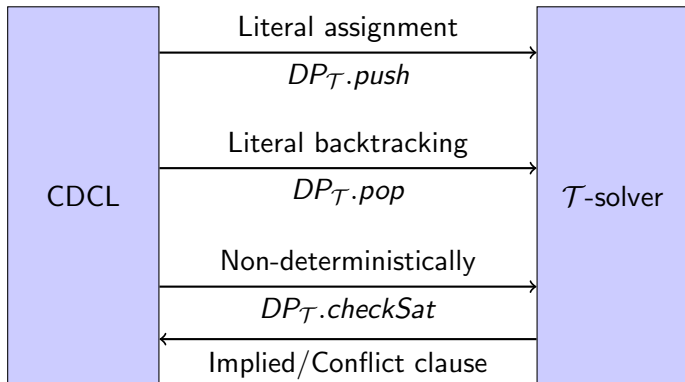 Literal assignment
DP𝒯.push
Literal backtracking
CDCL
DP𝒯.pop
𝒯-solver
Non-deterministically
DP𝒯.checkSat
Implied/Conflict clause